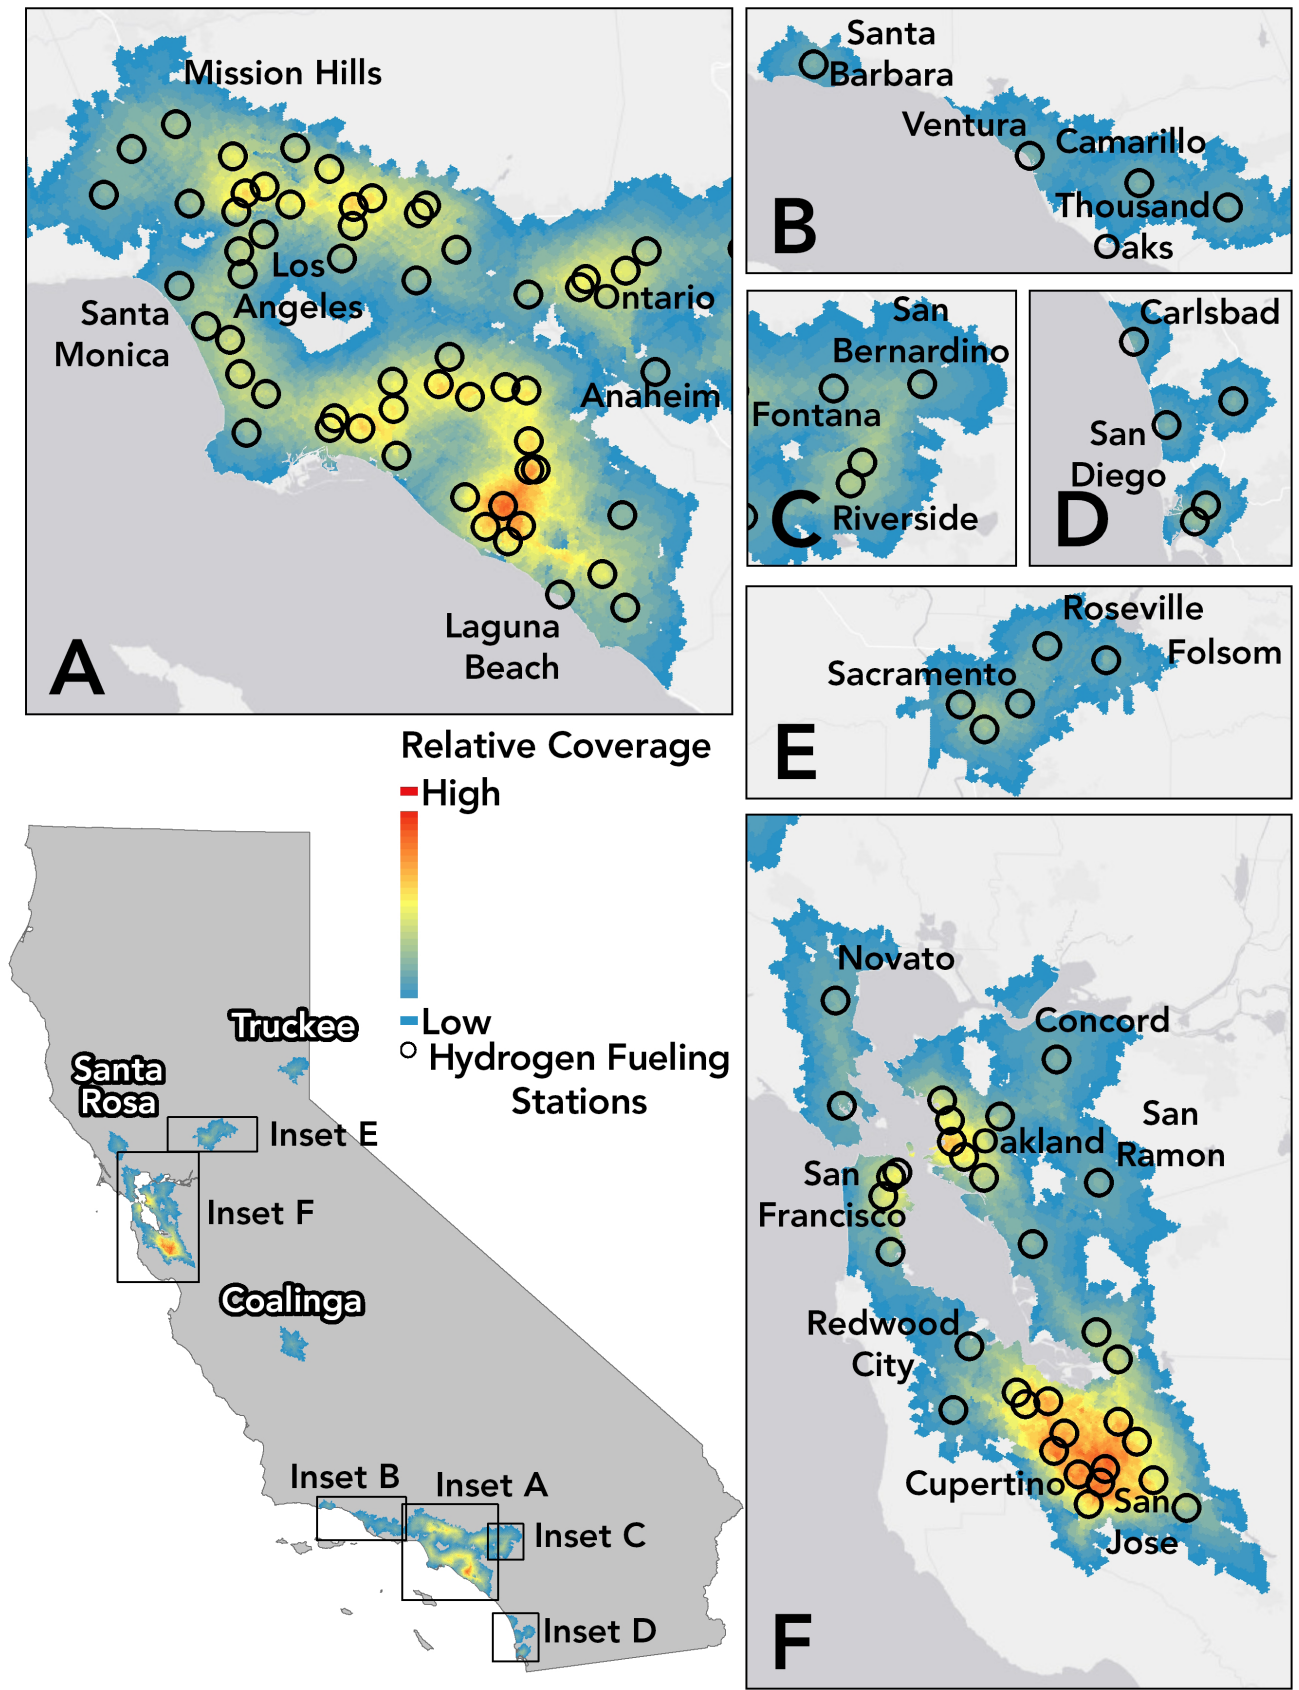 Mission Hills
Los
Angeles
Santa
Monica
Ontario
Anaheim
Laguna
Beach
A
Santa
Barbara
Ventura
Camarillo
Thousand
Oaks
B
San
Bernardino
Fontana
Riverside
C
Carlsbad
San
Diego
D
Roseville
Folsom
Sacramento
E
Relative Coverage
High
Low
Hydrogen Fueling
Stations
Truckee
Santa
Rosa
Inset E
Inset F
Coalinga
Inset B
Inset A
Inset C
Inset D
Novato
Concord
San
Ramon
Oakland
San
Francisco
Redwood
City
Cupertino
San
Jose
F